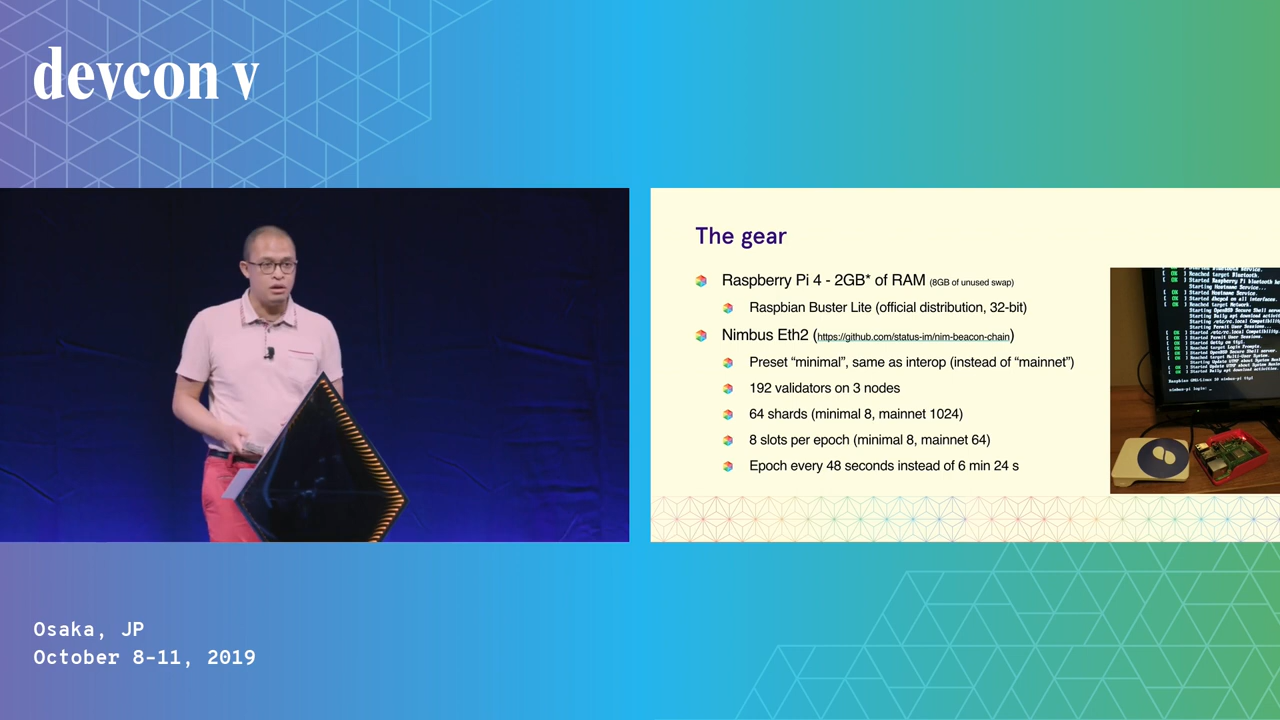 devcon v
The gear
Raspberry Pi 4 - 2GB* of RAM (8GB of unused swap)
Raspbian Buster Lite (official distribution, 32-bit)
Nimbus Eth2 (https://github.com/status-im/nim-beacon-chain)
Preset “minimal”, same as interop (instead of “mainnet”)
192 validators on 3 nodes
64 shards (minimal 8, mainnet 1024)
8 slots per epoch (minimal 8, mainnet 64)
Epoch every 48 seconds instead of 6 min 24 s
Osaka, JP
October 8-11, 2019